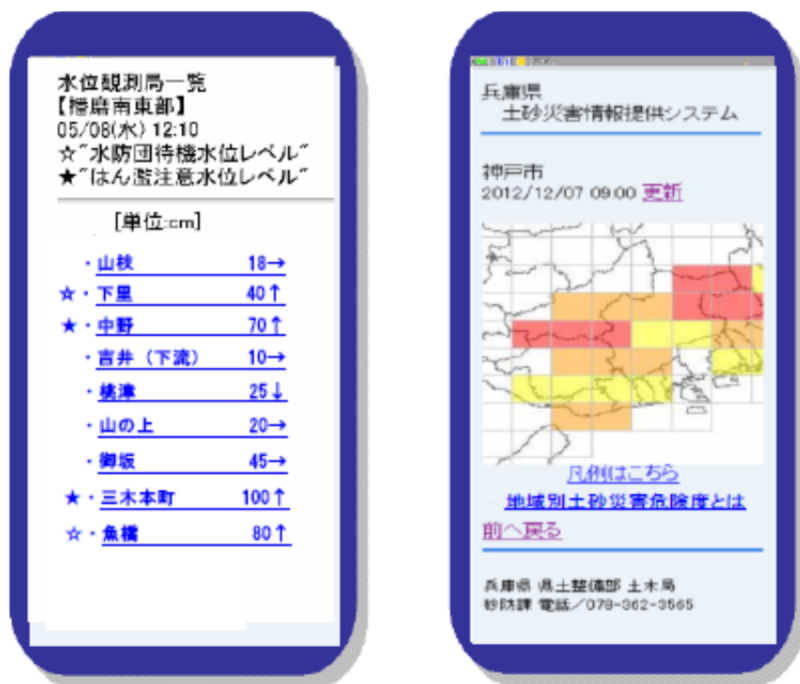 水位観測局一覧
【播磨南東部】
05/08(水) 12:10
☆"水防団待機水位レベル"
★"はん濫注意水位レベル"
[単位:cm]
・山枝 18→
☆・下里 40↑
★・中野 70↑
・吉井（下流） 10→
・桃津 25↓
・山の上 20→
・御坂 45→
★・三木本町 100↑
☆・魚橋 80↑
兵庫県
土砂災害情報提供システム
神戸市
2012/12/07 09:00 更新
凡例はこちら
地域別土砂災害危険度とは
前へ戻る
兵庫県 県土整備部 土木局
砂防課 電話／078-362-3565